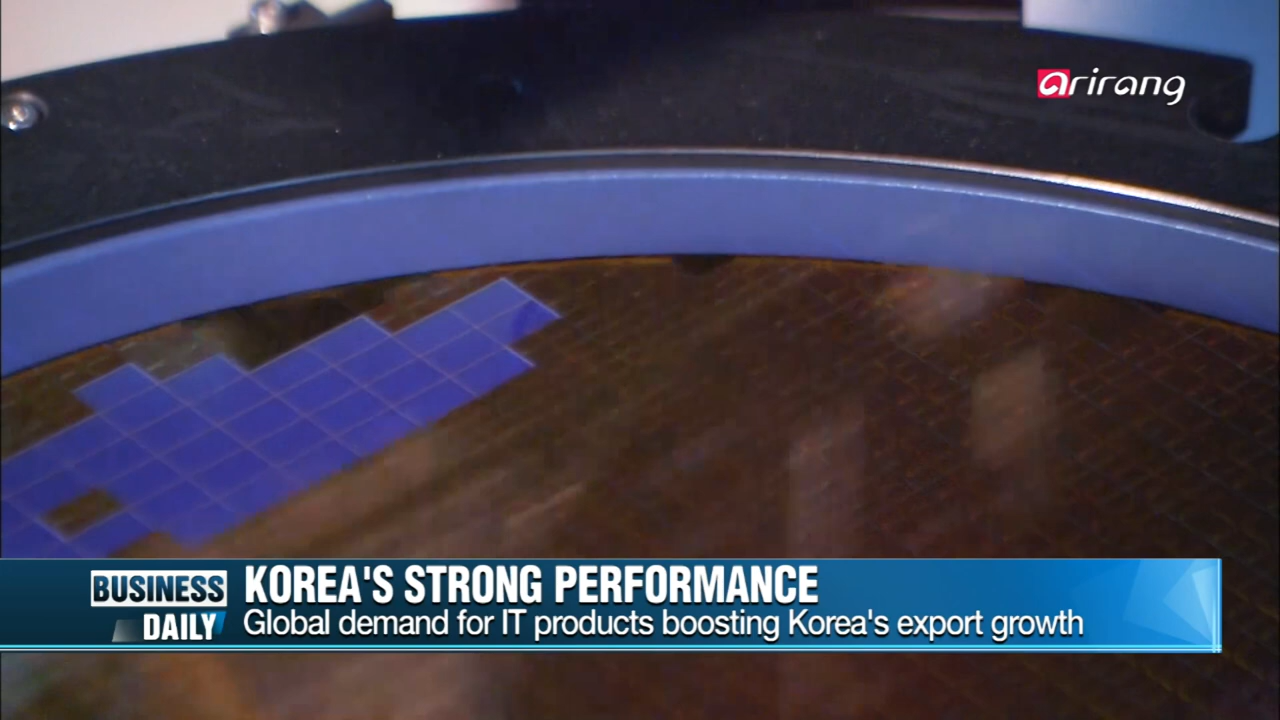 arirang
BUSINESS
DAILY
KOREA'S STRONG PERFORMANCE
Global demand for IT products boosting Korea's export growth